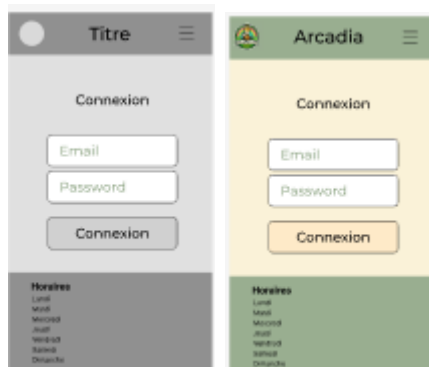 Titre
Connexion
Email
Password
Connexion
Horaires
Lundi
Mardi
Mercredi
Jeudi
Vendredi
Samedi
Dimanche
Arcadia
Connexion
Email
Password
Connexion
Horaires
Lundi
Mardi
Mercredi
Jeudi
Vendredi
Samedi
Dimanche